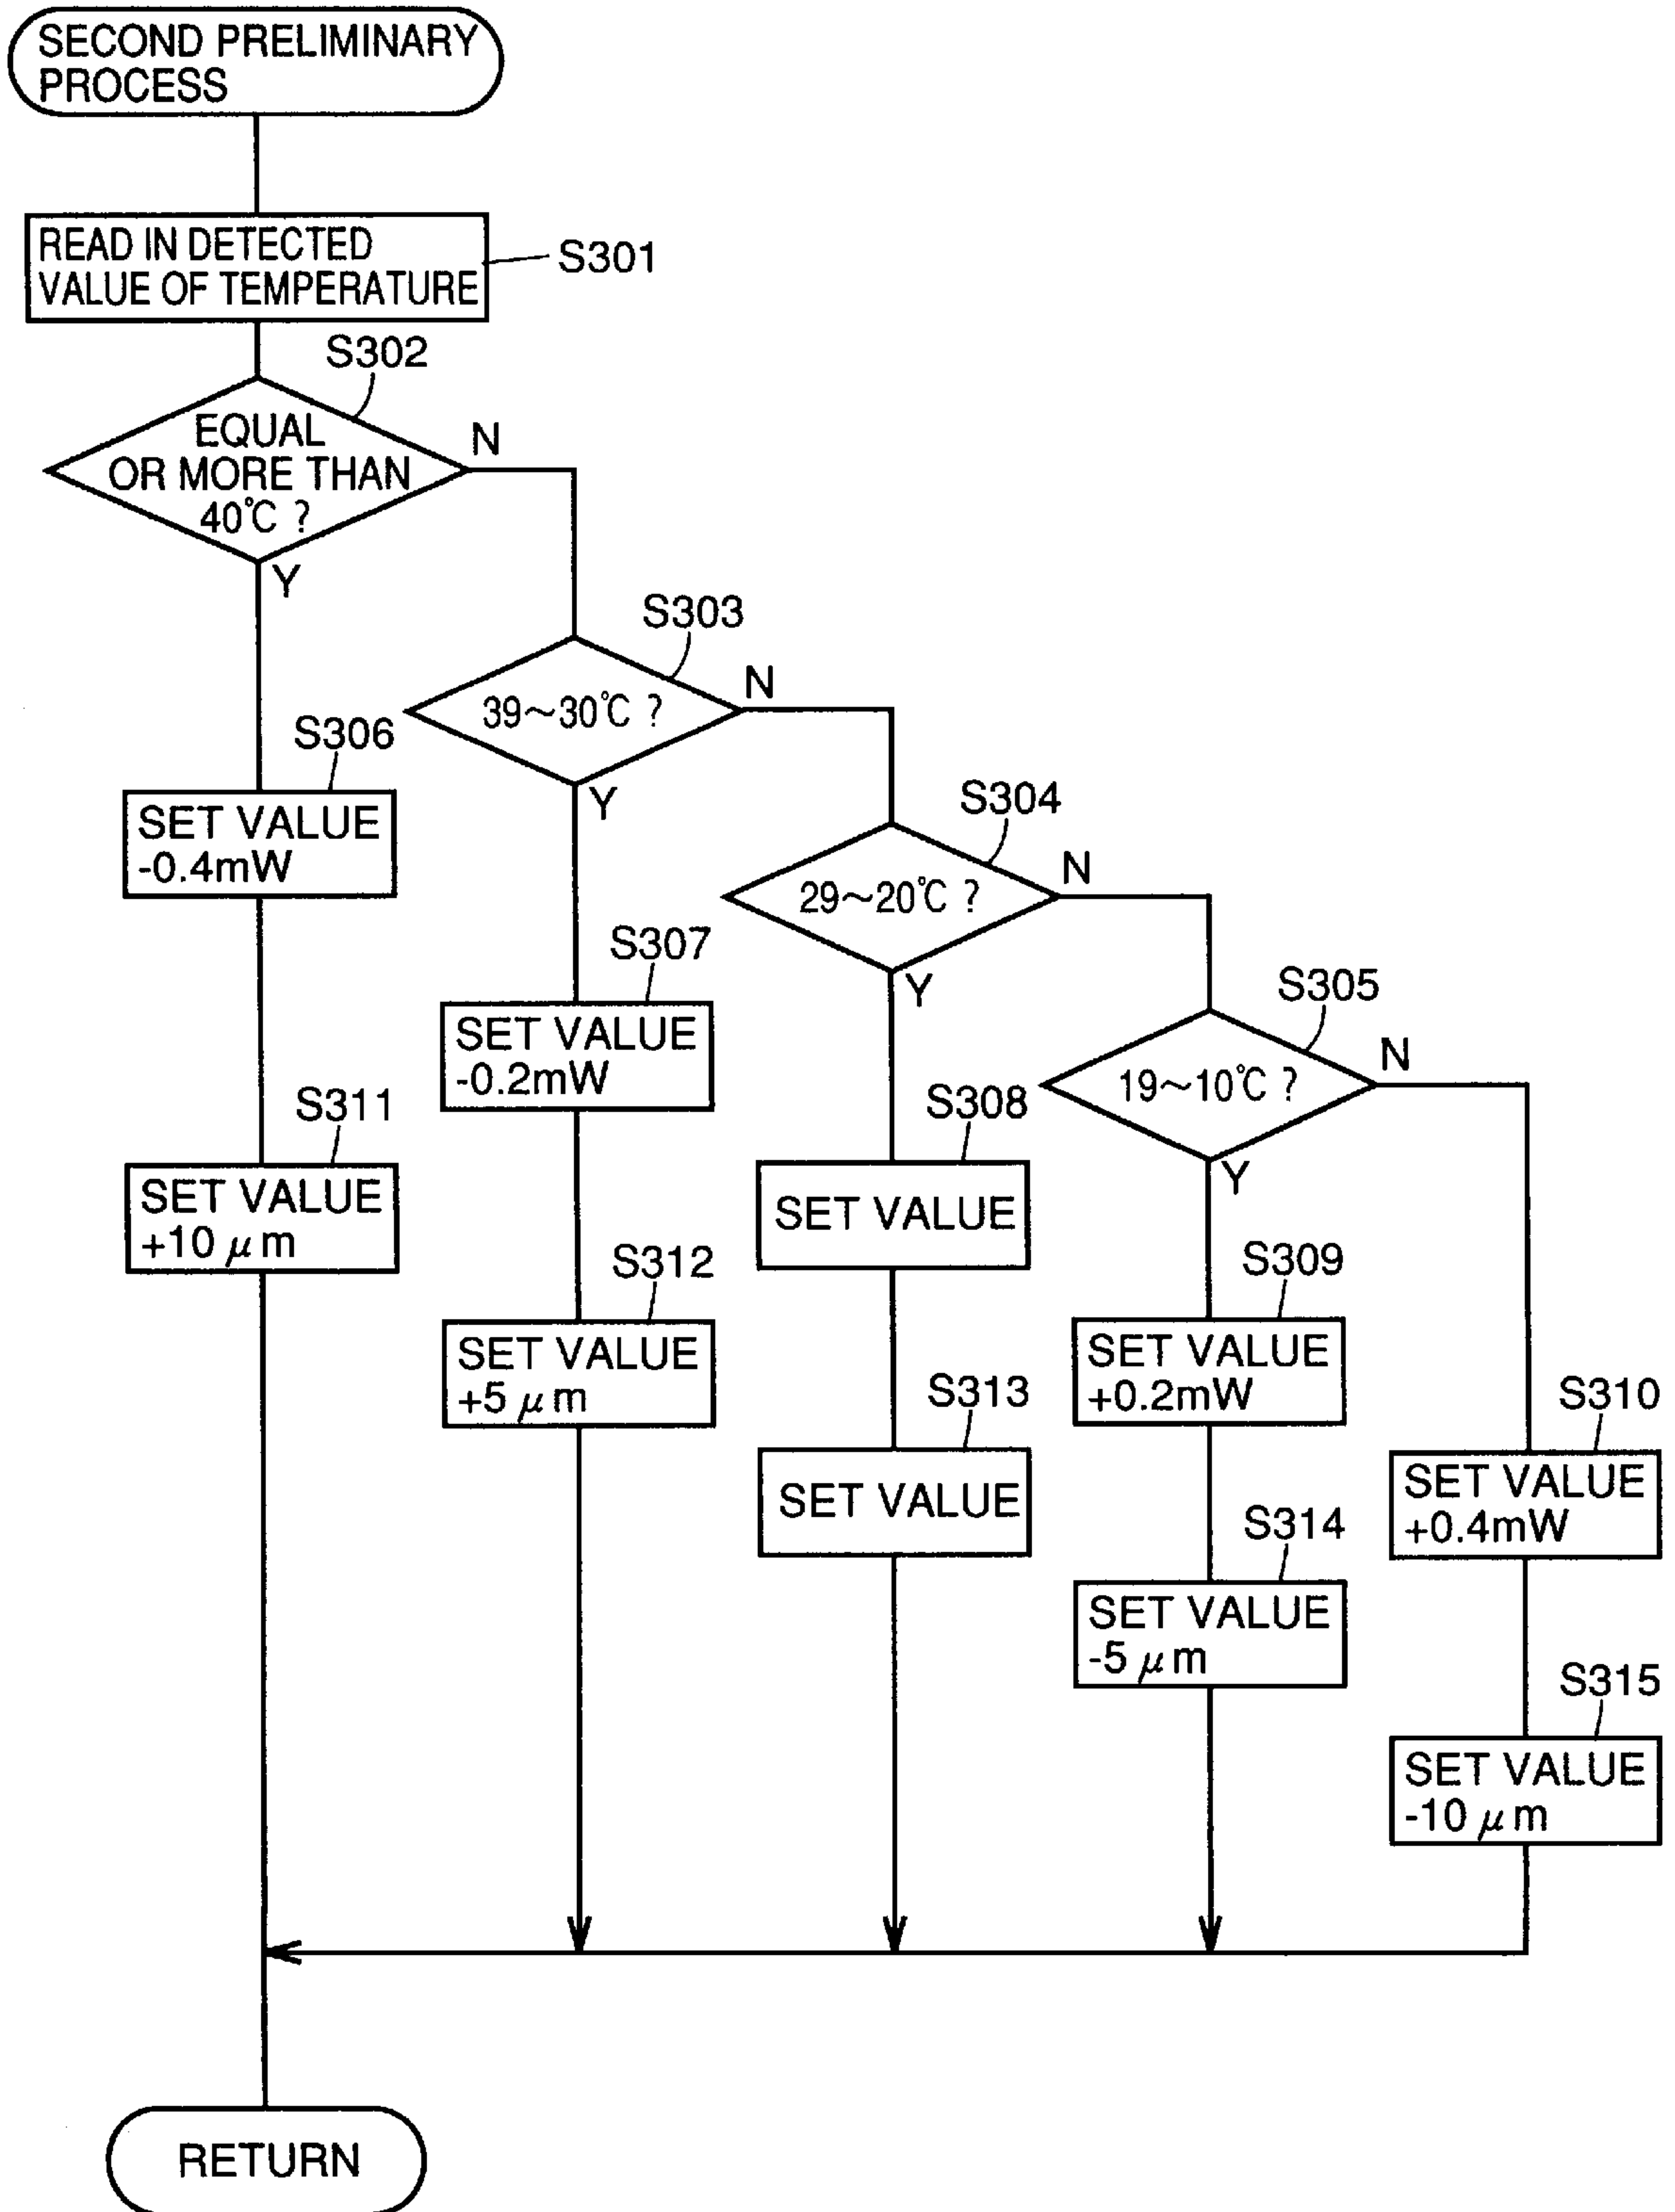 SECOND PRELIMINARY
PROCESS
READ IN DETECTED
VALUE OF TEMPERATURE
S301
S302
EQUAL
OR MORE THAN
40℃ ?
N
Y
S303
39～30℃ ?
N
Y
S306
SET VALUE
-0.4mW
S304
29～20℃ ?
N
Y
S307
SET VALUE
-0.2mW
S305
19～10℃ ?
N
Y
S311
SET VALUE
+10 μm
S308
SET VALUE
S312
SET VALUE
+5 μm
S309
SET VALUE
+0.2mW
S313
SET VALUE
S310
SET VALUE
+0.4mW
S314
SET VALUE
-5 μm
S315
SET VALUE
-10 μm
RETURN